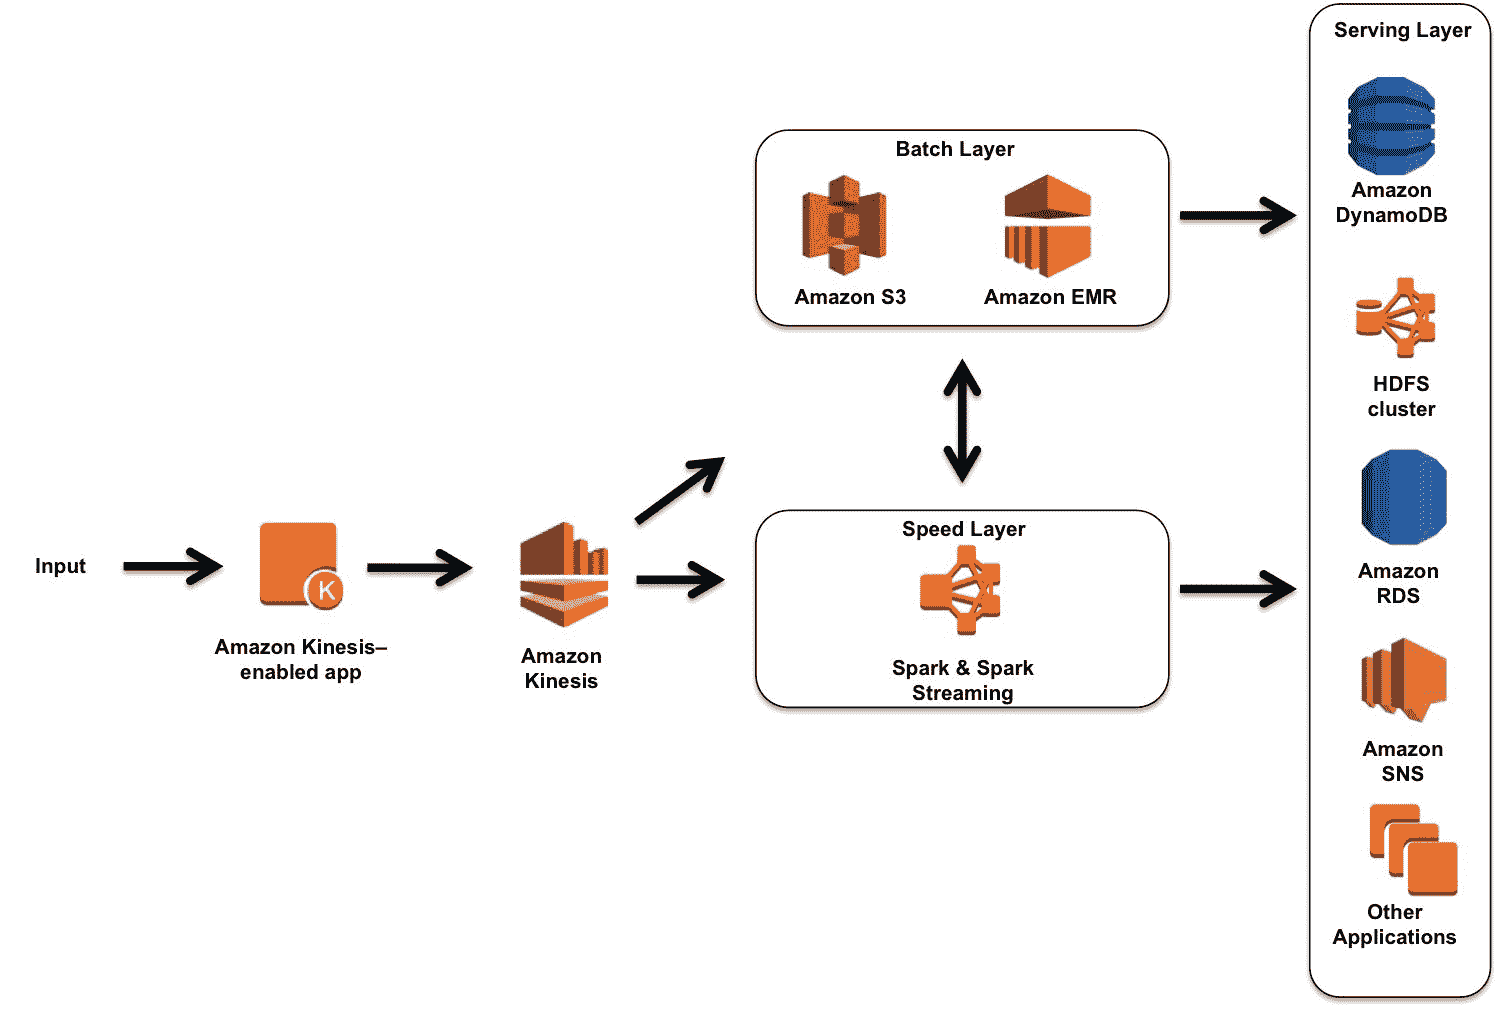 Serving Layer
Amazon
DynamoDB
Batch Layer
Amazon S3
Amazon EMR
HDFS
cluster
Input
K
Amazon Kinesis–
enabled app
Amazon
Kinesis
Speed Layer
Spark & Spark
Streaming
Amazon
RDS
Amazon
SNS
Other
Applications